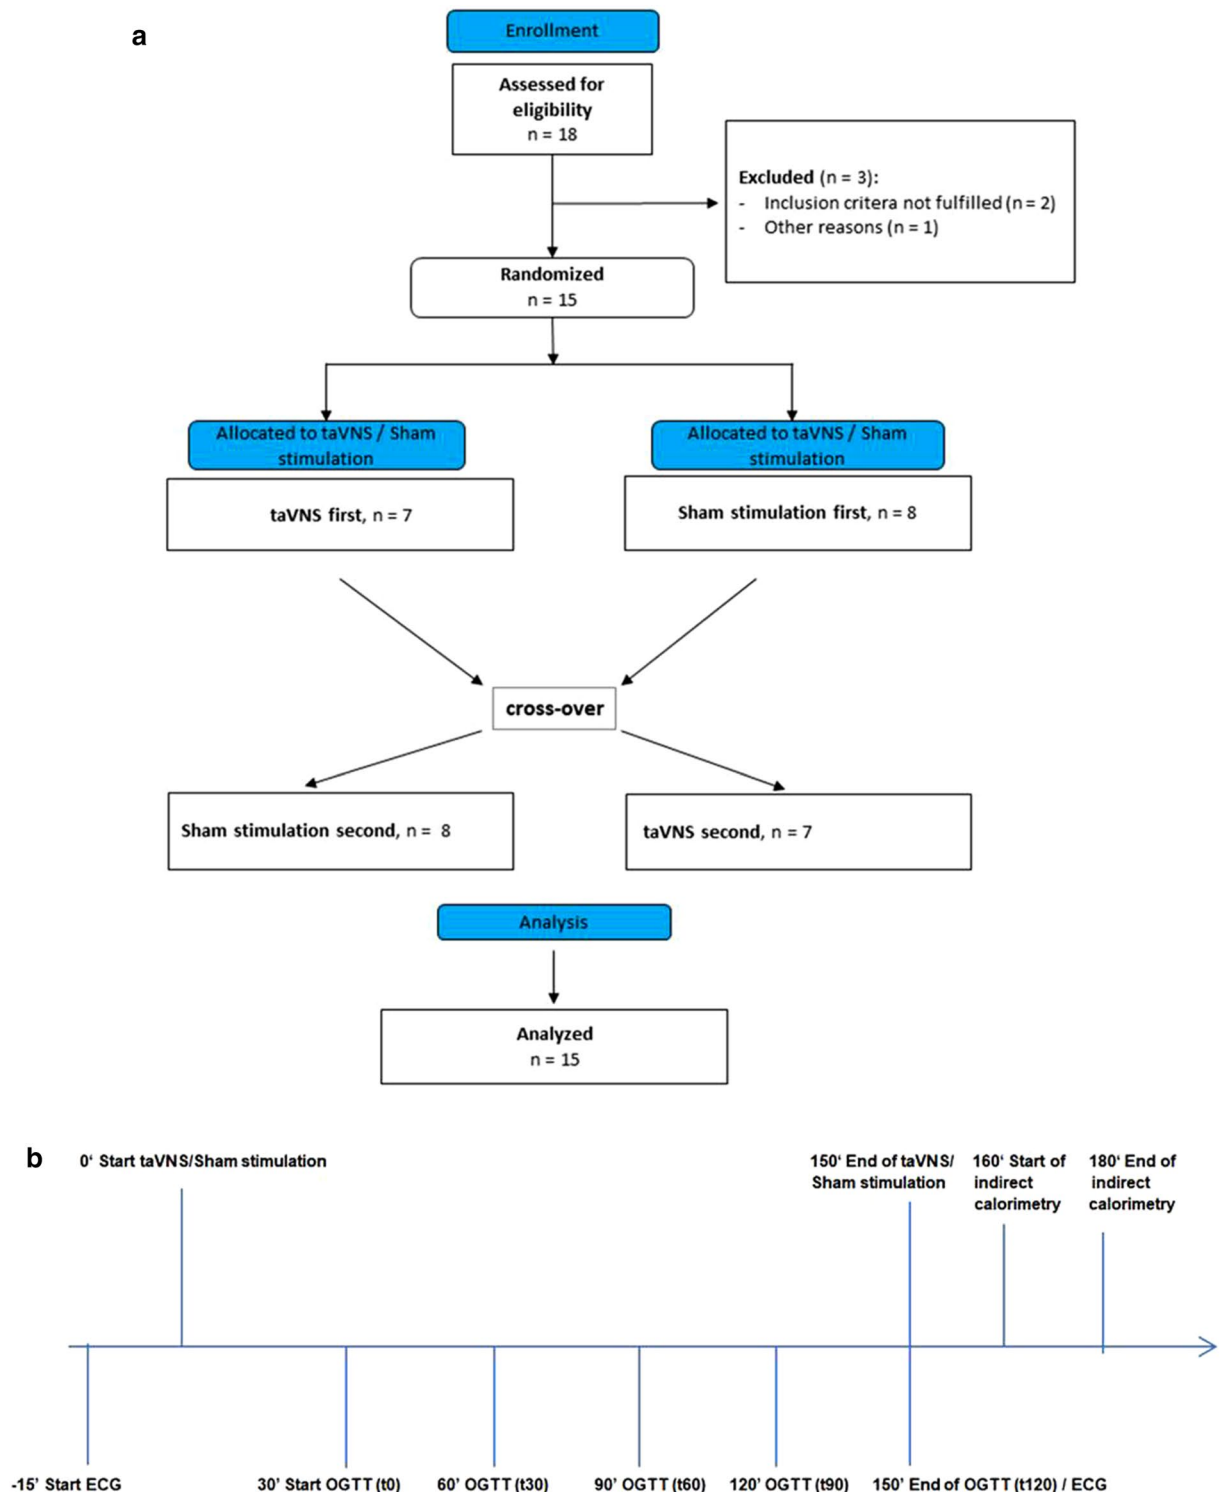 a
Enrollment
Assessed for
eligibility
n = 18
Excluded (n = 3):
- Inclusion critera not fulfilled (n = 2)
- Other reasons (n = 1)
Randomized
n = 15
Allocated to taVNS / Sham
stimulation
Allocated to taVNS / Sham
stimulation
taVNS first, n = 7
Sham stimulation first, n = 8
cross-over
Sham stimulation second, n = 8
taVNS second, n = 7
Analysis
Analyzed
n = 15
b
0‘ Start taVNS/Sham stimulation
150‘ End of taVNS/
Sham stimulation
160‘ Start of
indirect
calorimetry
180‘ End of
indirect
calorimetry
-15’ Start ECG
30’ Start OGTT (t0)
60’ OGTT (t30)
90’ OGTT (t60)
120’ OGTT (t90)
150’ End of OGTT (t120) / ECG